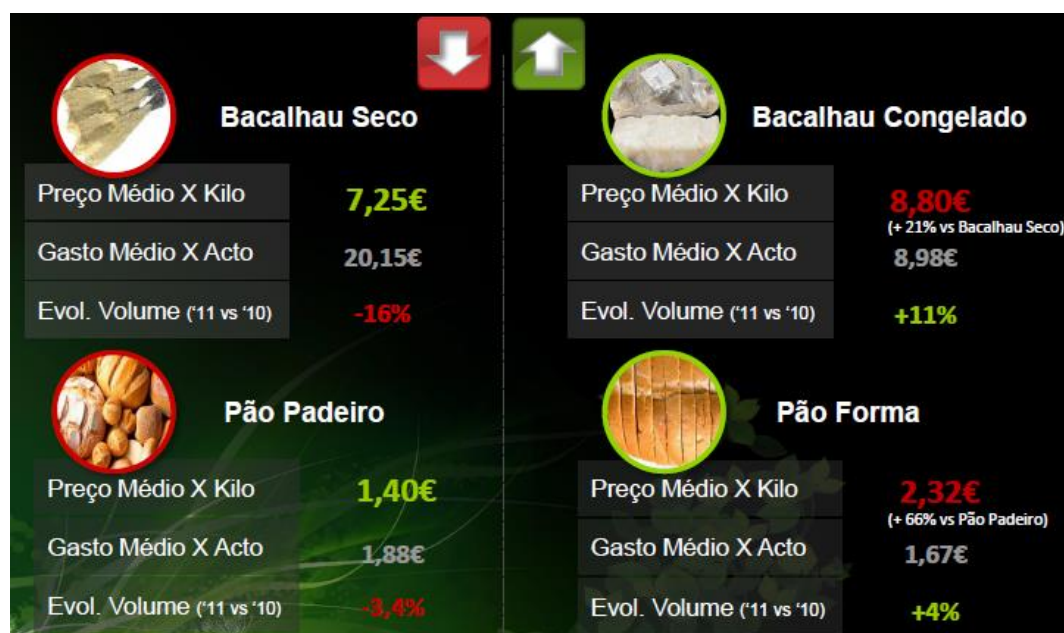 Bacalhau Seco
Preço Médio X Kilo 7,25€
Gasto Médio X Acto 20,15€
Evol. Volume (‘11 vs ‘10) -16%
Bacalhau Congelado
Preço Médio X Kilo 8,80€
(+ 21% vs Bacalhau Seco)
Gasto Médio X Acto 8,98€
Evol. Volume (‘11 vs ‘10) +11%
Pão Padeiro
Preço Médio X Kilo 1,40€
Gasto Médio X Acto 1,88€
Evol. Volume (‘11 vs ‘10) -3,4%
Pão Forma
Preço Médio X Kilo 2,32€
(+ 66% vs Pão Padeiro)
Gasto Médio X Acto 1,67€
Evol. Volume (‘11 vs ‘10) +4%